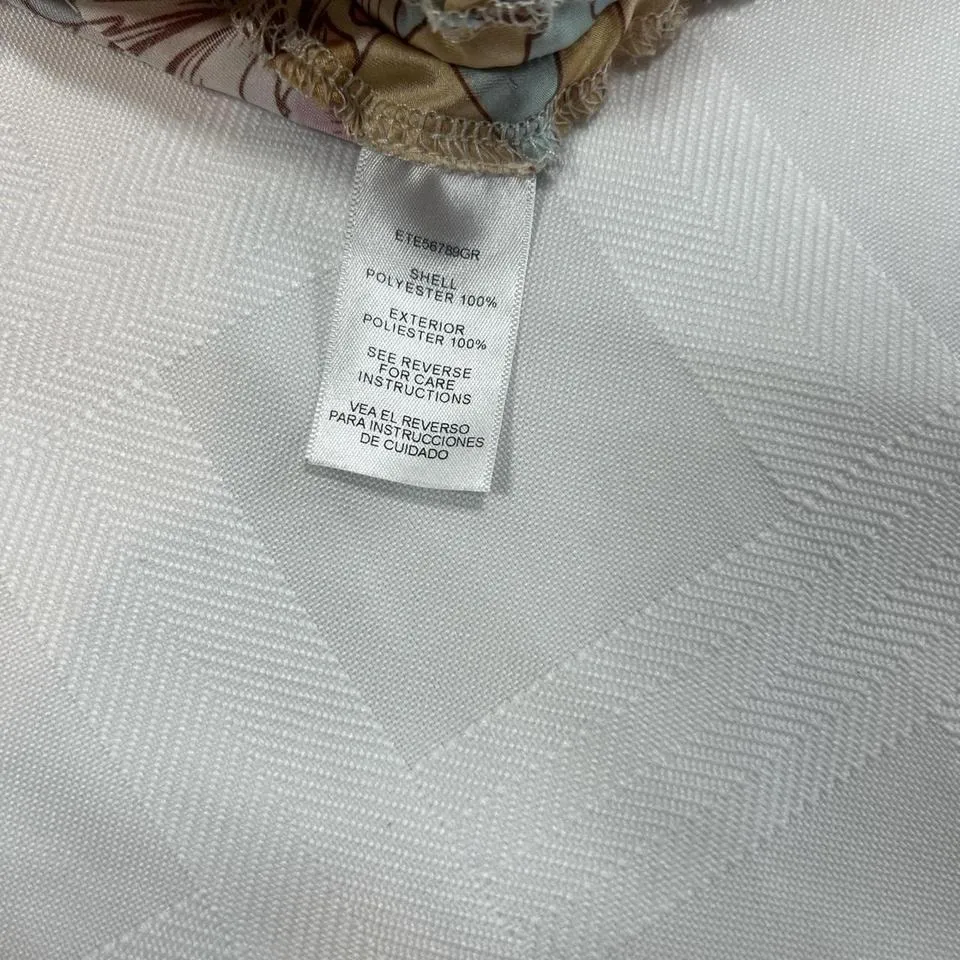 ETE56789GR
SHELL
POLYESTER 100%
EXTERIOR
POLIESTER 100%
SEE REVERSE
FOR CARE
INSTRUCTIONS
VEA EL REVERSO
PARA INSTRUCCIONES
DE CUIDADO